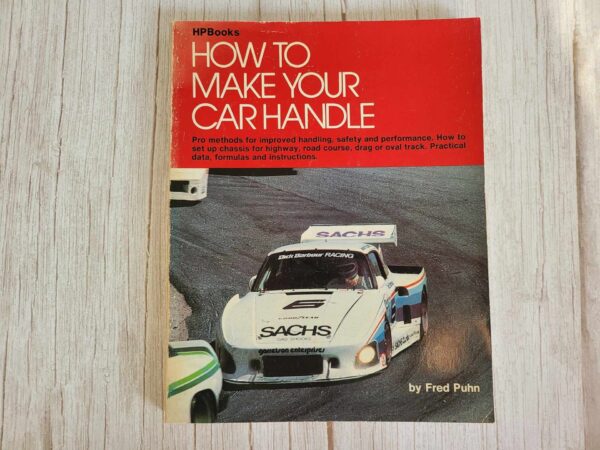 HPBooks
HOW TO
MAKE YOUR
CAR HANDLE
Pro methods for improved handling, safety and performance. How to
set up chassis for highway, road course, drag or oval track. Practical
data, formulas and instructions.
SACHS
Dick Barbour RACING
6
GOODYEAR
SACHS
garretson enterprises
by Fred Puhn